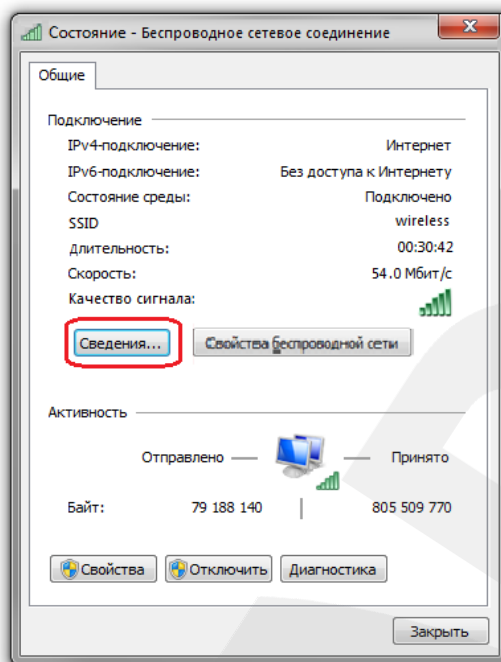 Состояние - Беспроводное сетевое соединение
Общие
Подключение
IPv4-подключение: Интернет
IPv6-подключение: Без доступа к Интернету
Состояние среды: Подключено
SSID wireless
Длительность: 00:30:42
Скорость: 54.0 Мбит/с
Качество сигнала:
Сведения... Свойства беспроводной сети
Активность
Отправлено — — Принято
Байт: 79 188 140 | 805 509 770
Свойства Отключить Диагностика
Закрыть